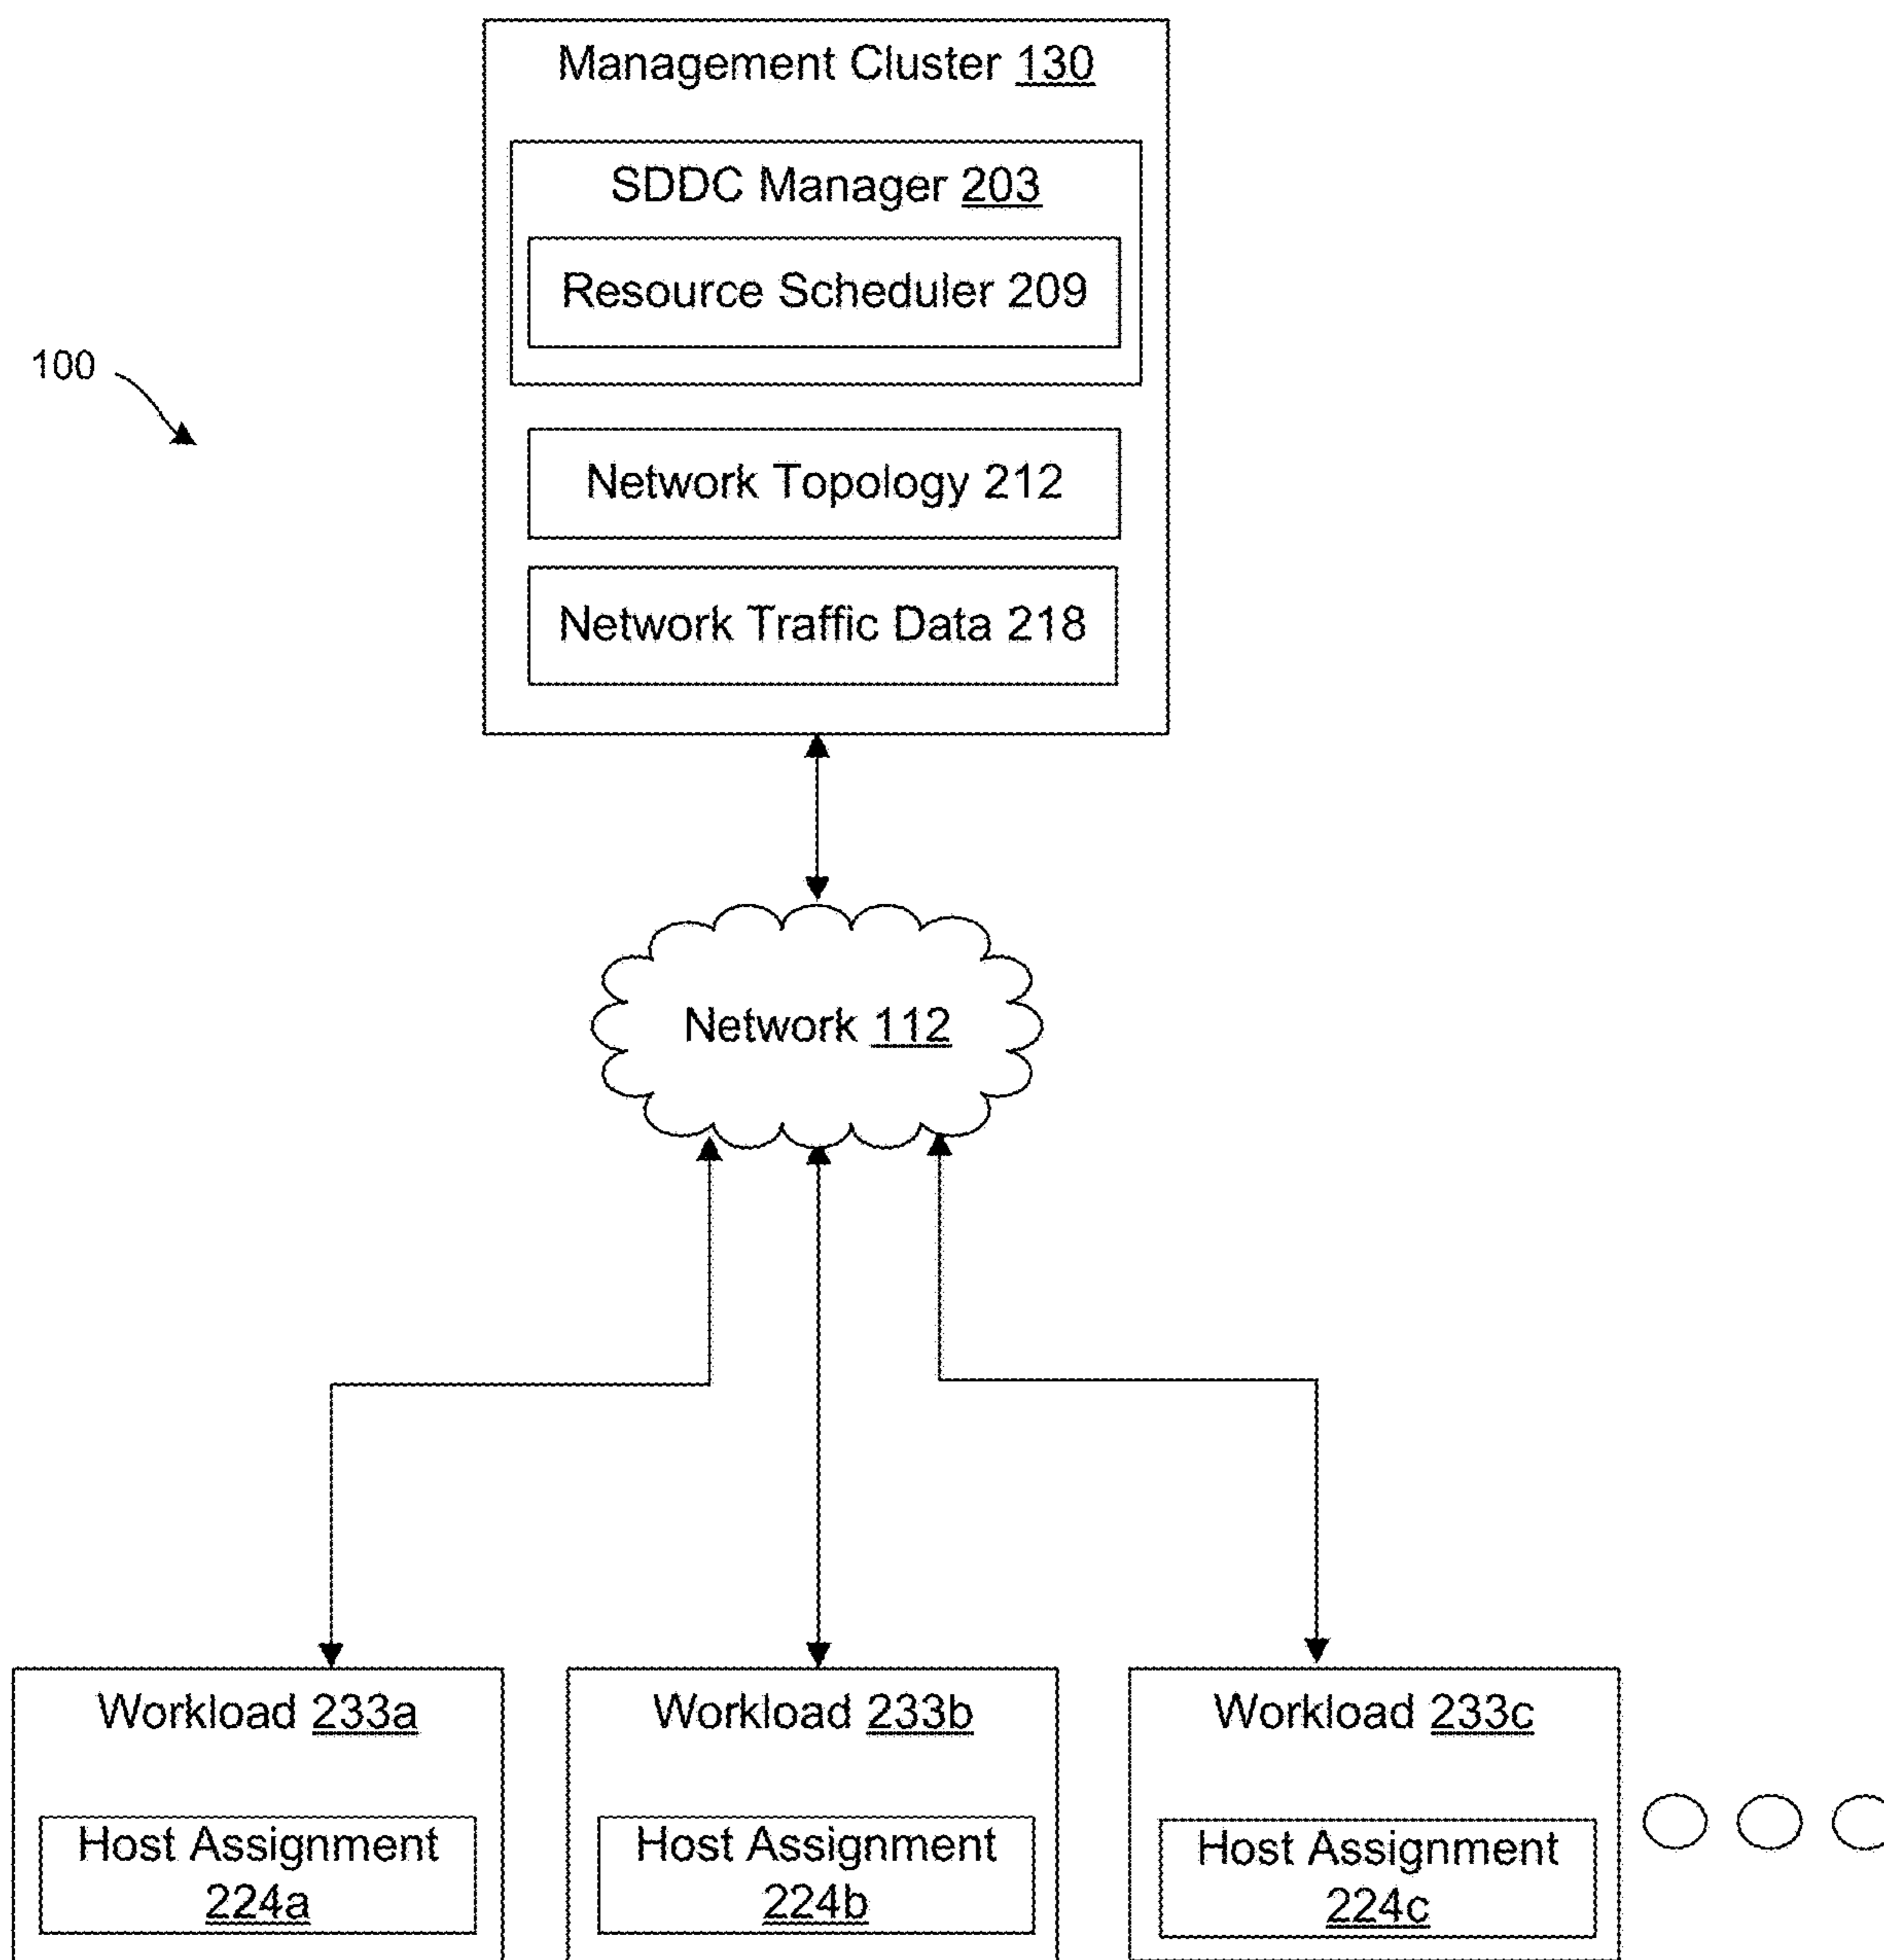 Management Cluster 130
SDDC Manager 203
Resource Scheduler 209
100
Network Topology 212
Network Traffic Data 218
Network 112
Workload 233a
Host Assignment
224a
Workload 233b
Host Assignment
224b
Workload 233c
Host Assignment
224c